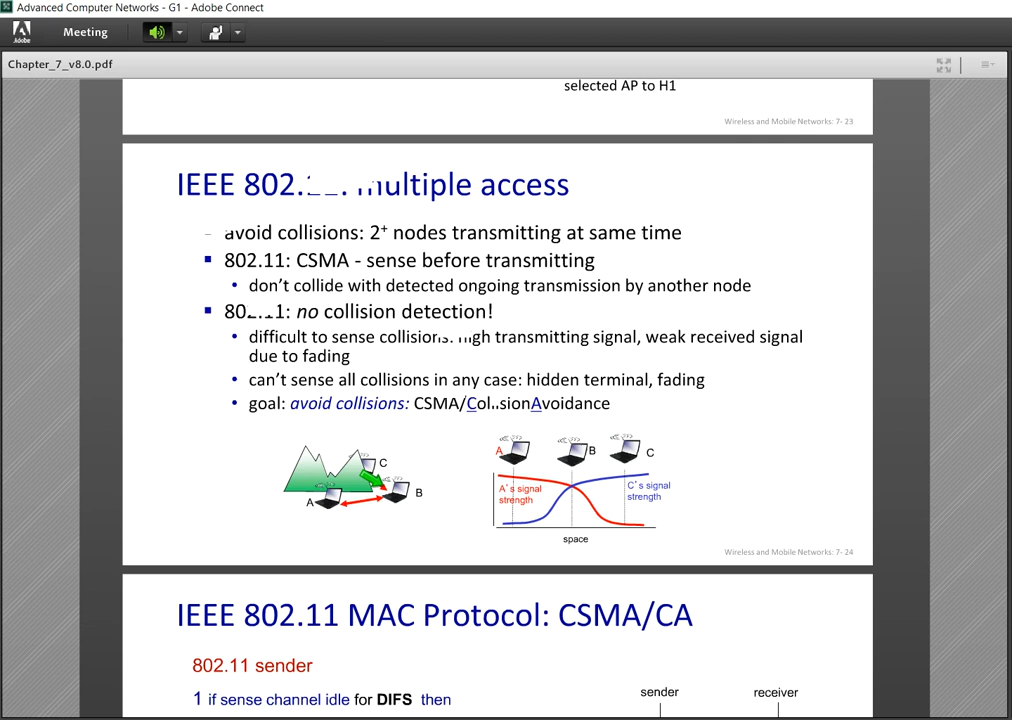 Advanced Computer Networks - G1 - Adobe Connect
Adobe
Meeting
Chapter_7_v8.0.pdf
selected AP to H1
Wireless and Mobile Networks: 7- 23
IEEE 802. multiple access
avoid collisions: 2+ nodes transmitting at same time
802.11: CSMA - sense before transmitting
don't collide with detected ongoing transmission by another node
802.11: no collision detection!
difficult to sense collisions: high transmitting signal, weak received signal
due to fading
can't sense all collisions in any case: hidden terminal, fading
goal: avoid collisions: CSMA/CollisionAvoidance
C
B
A
A
B
C
A's signal
strength
C's signal
strength
space
Wireless and Mobile Networks: 7- 24
IEEE 802.11 MAC Protocol: CSMA/CA
802.11 sender
1 if sense channel idle for DIFS then
sender
receiver